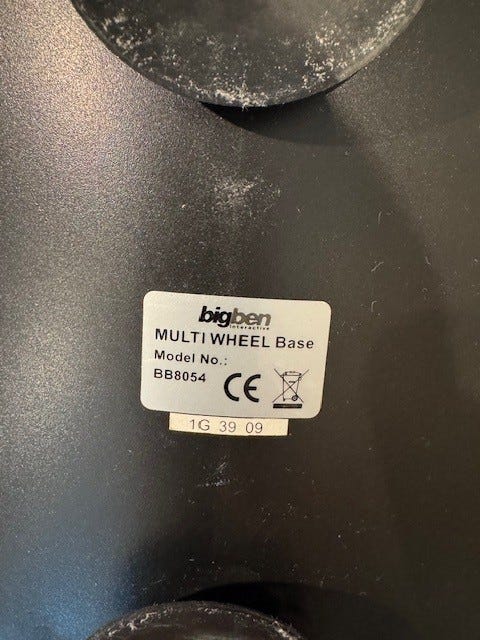 bigben
interactive
MULTI WHEEL Base
Model No.:
BB8054
CE
1G 39 09